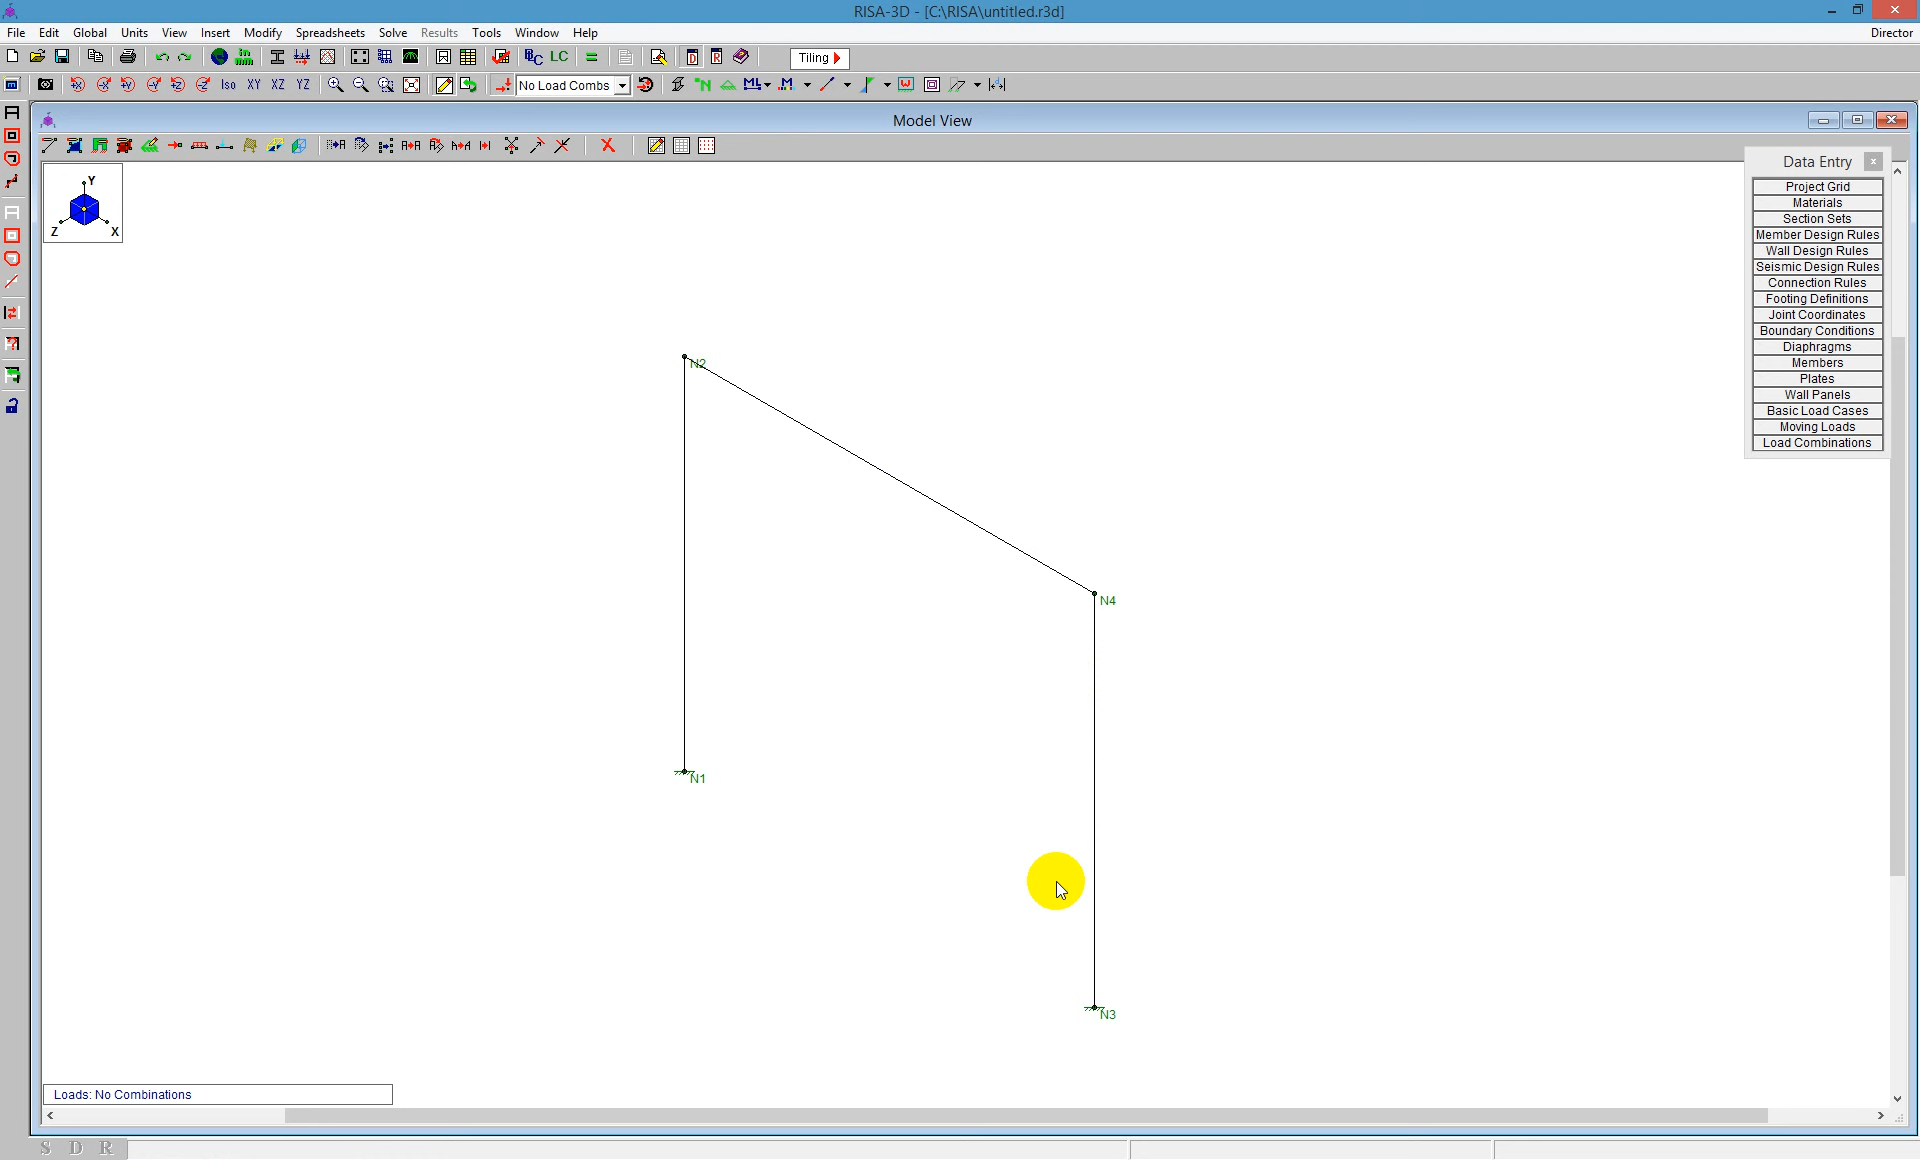 RISA-3D - [C:\RISA\untitled.r3d]
File Edit Global Units View Insert Modify Spreadsheets Solve Results Tools Window Help Director
LC D R Tiling
Iso XY XZ YZ No Load Combs N ML M W
Model View
Y
Z X
Data Entry
Project Grid
Materials
Section Sets
Member Design Rules
Wall Design Rules
Seismic Design Rules
Connection Rules
Footing Definitions
Joint Coordinates
Boundary Conditions
Diaphragms
Members
Plates
Wall Panels
Basic Load Cases
Moving Loads
Load Combinations
N2
N4
N1
N3
Loads: No Combinations
S D R